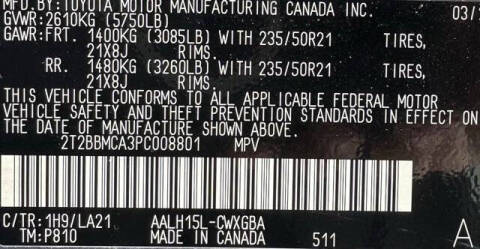 MFD.BY:TOYOTA MOTOR MANUFACTURING CANADA INC. 03/
GVWR:2610KG (5750LB)
GAWR:FRT. 1400KG (3085LB) WITH 235/50R21 TIRES,
21X8J RIMS.
RR. 1480KG (3260LB) WITH 235/50R21 TIRES,
21X8J RIMS.
THIS VEHICLE CONFORMS TO ALL APPLICABLE FEDERAL MOTOR
VEHICLE SAFETY AND THEFT PREVENTION STANDARDS IN EFFECT ON
THE DATE OF MANUFACTURE SHOWN ABOVE.
2T2BBMCA3PC008801 MPV
C/TR:1H9/LA21 AALH15L-CWXGBA
TM:P810 MADE IN CANADA 511 A